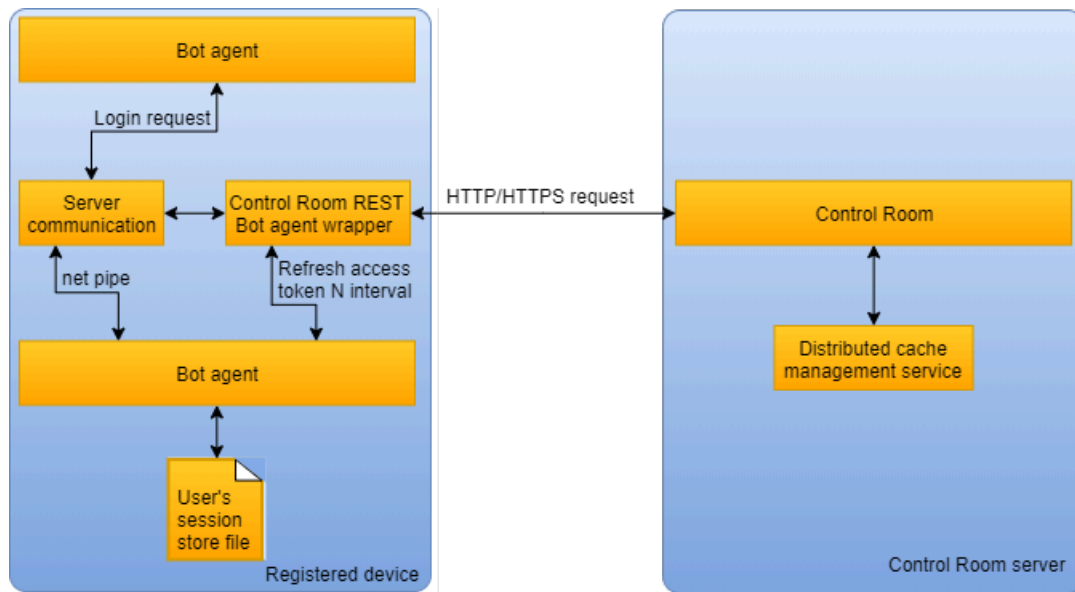 Bot agent
Login request
Server
communication
Control Room REST
Bot agent wrapper
HTTP/HTTPS request
Control Room
net pipe
Refresh access
token N interval
Bot agent
Distributed cache
management service
User's
session
store file
Registered device
Control Room server